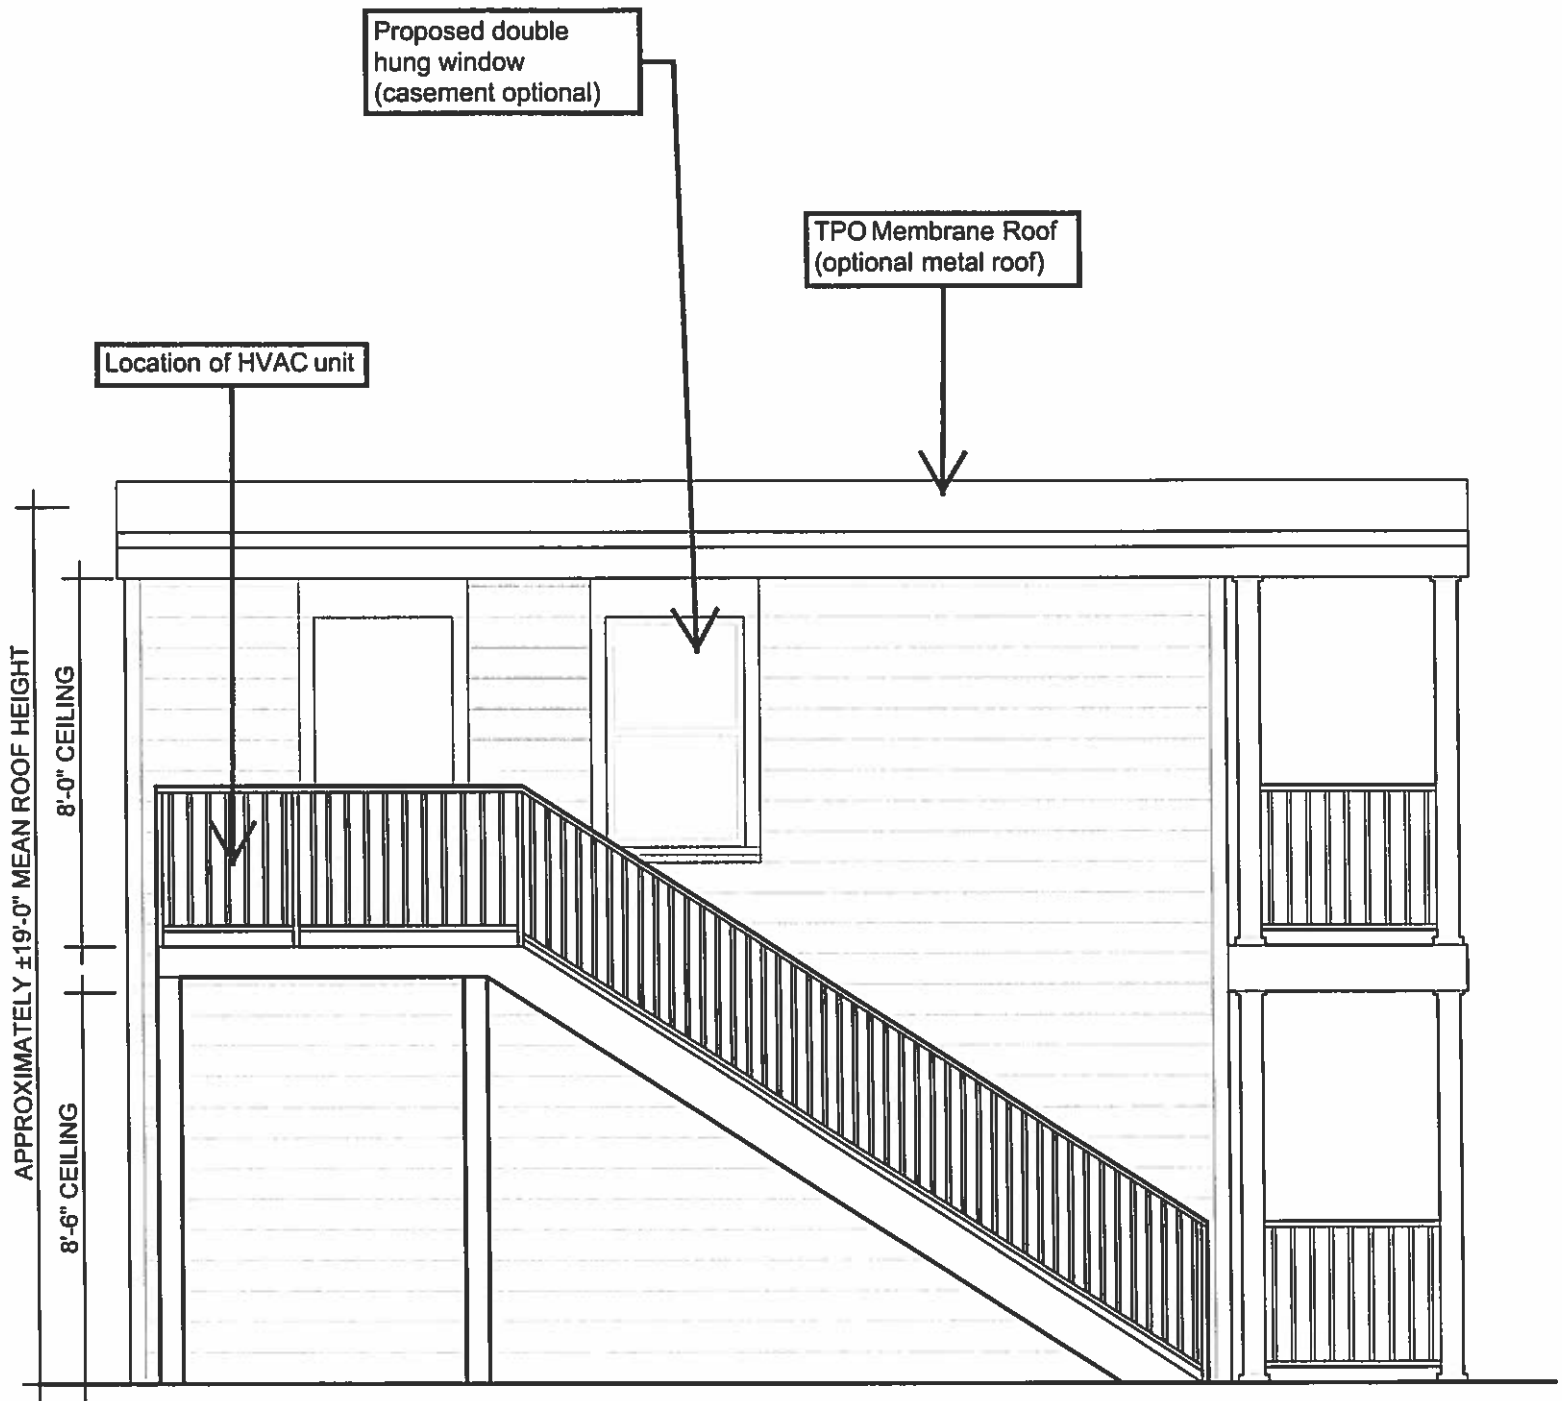 Proposed double
hung window
(casement optional)
TPO Membrane Roof
(optional metal roof)
Location of HVAC unit
APPROXIMATELY ±19'-0" MEAN ROOF HEIGHT
8'-0" CEILING
8'-6" CEILING